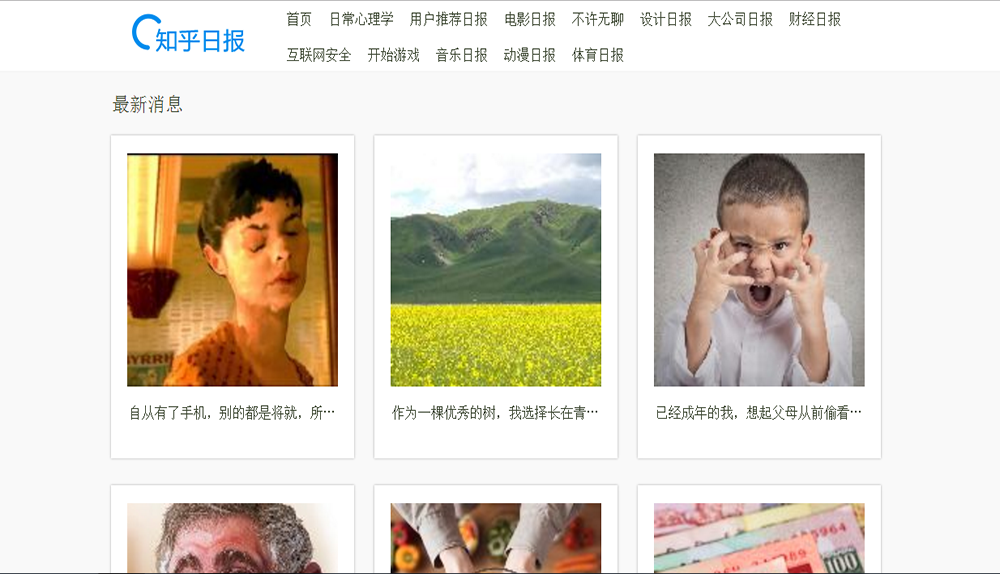 知乎日报
首页 日常心理学 用户推荐日报 电影日报 不许无聊 设计日报 大公司日报 财经日报
互联网安全 开始游戏 音乐日报 动漫日报 体育日报
最新消息
自从有了手机，别的都是将就，所…
作为一棵优秀的树，我选择长在青…
已经成年的我，想起父母从前偷看…
100